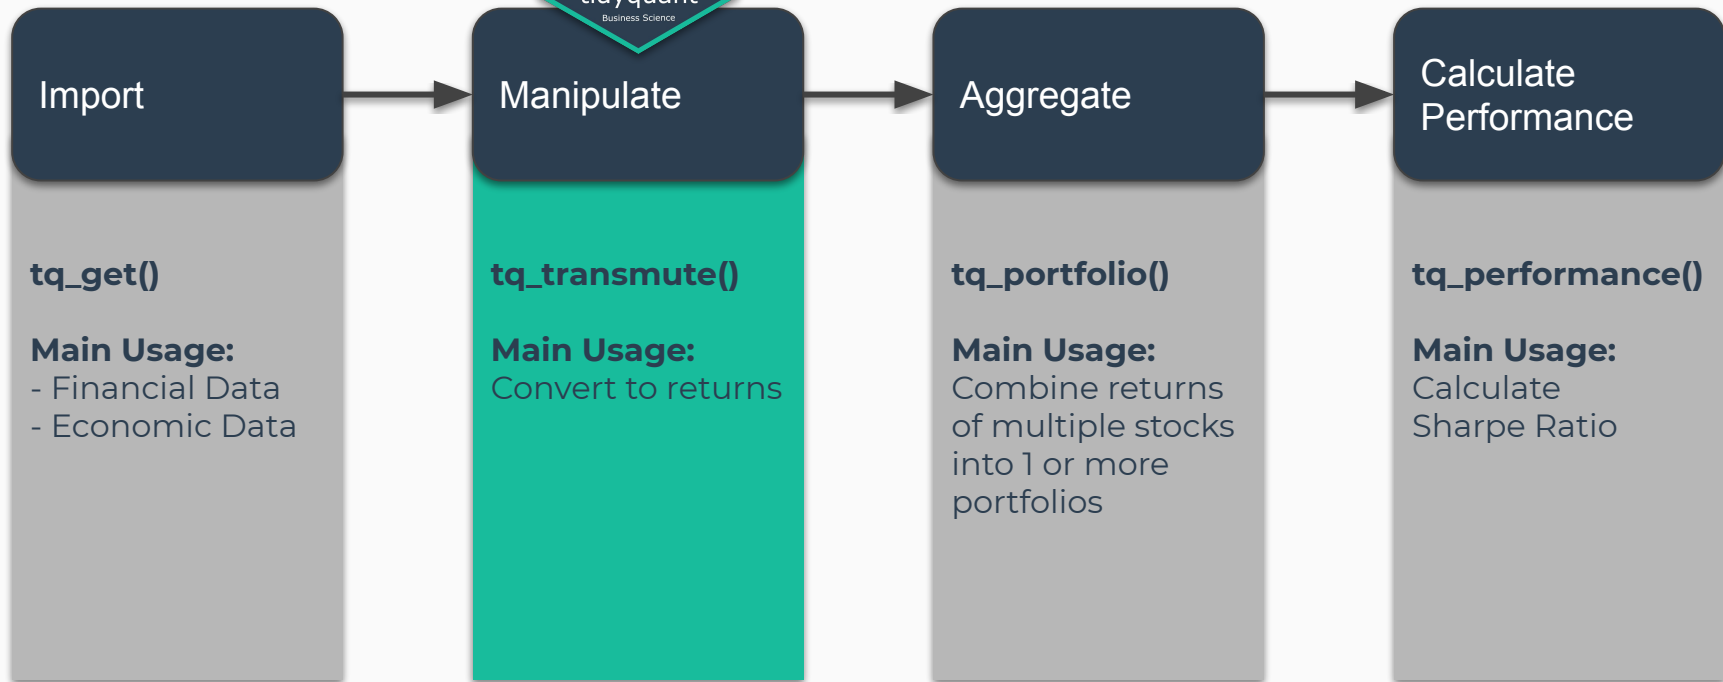 tidyquant
Business Science
Import
Manipulate
Aggregate
Calculate
Performance
tq_get()
Main Usage:
- Financial Data
- Economic Data
tq_transmute()
Main Usage:
Convert to returns
tq_portfolio()
Main Usage:
Combine returns
of multiple stocks
into 1 or more
portfolios
tq_performance()
Main Usage:
Calculate
Sharpe Ratio